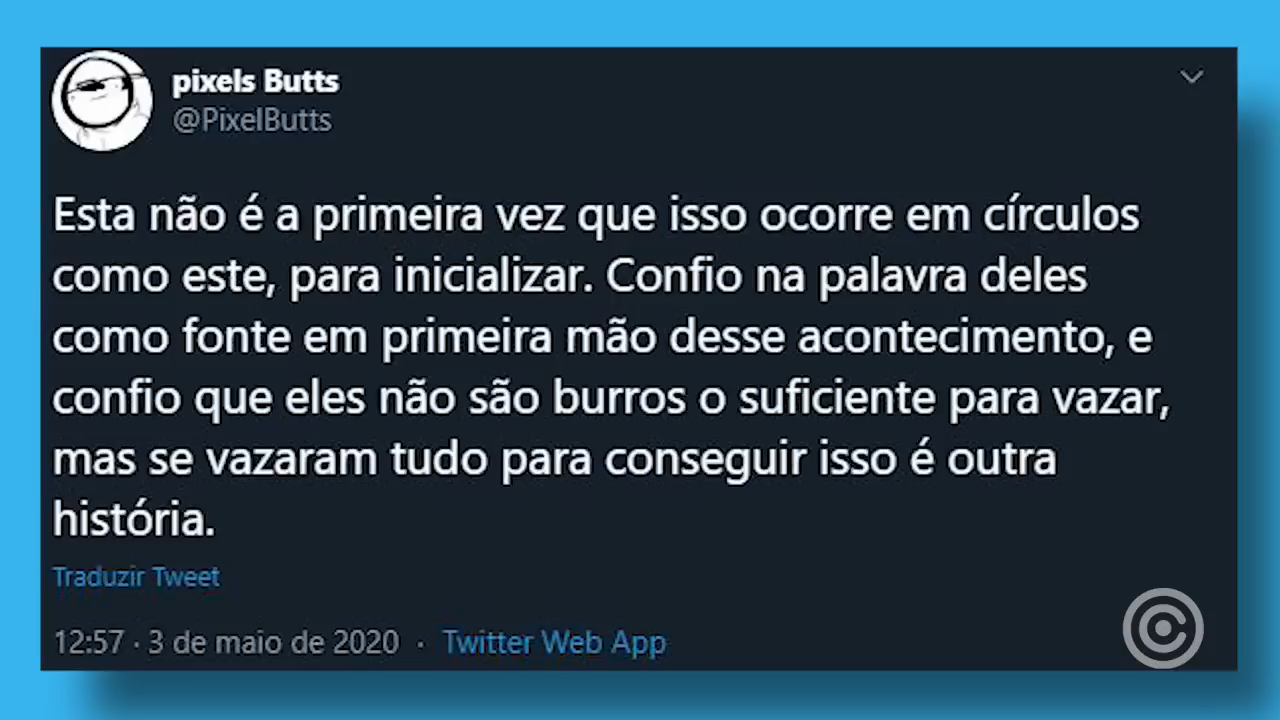 pixels Butts
@PixelButts
Esta não é a primeira vez que isso ocorre em círculos
como este, para inicializar. Confio na palavra deles
como fonte em primeira mão desse acontecimento, e
confio que eles não são burros o suficiente para vazar,
mas se vazaram tudo para conseguir isso é outra
história.
Traduzir Tweet
12:57 · 3 de maio de 2020 · Twitter Web App